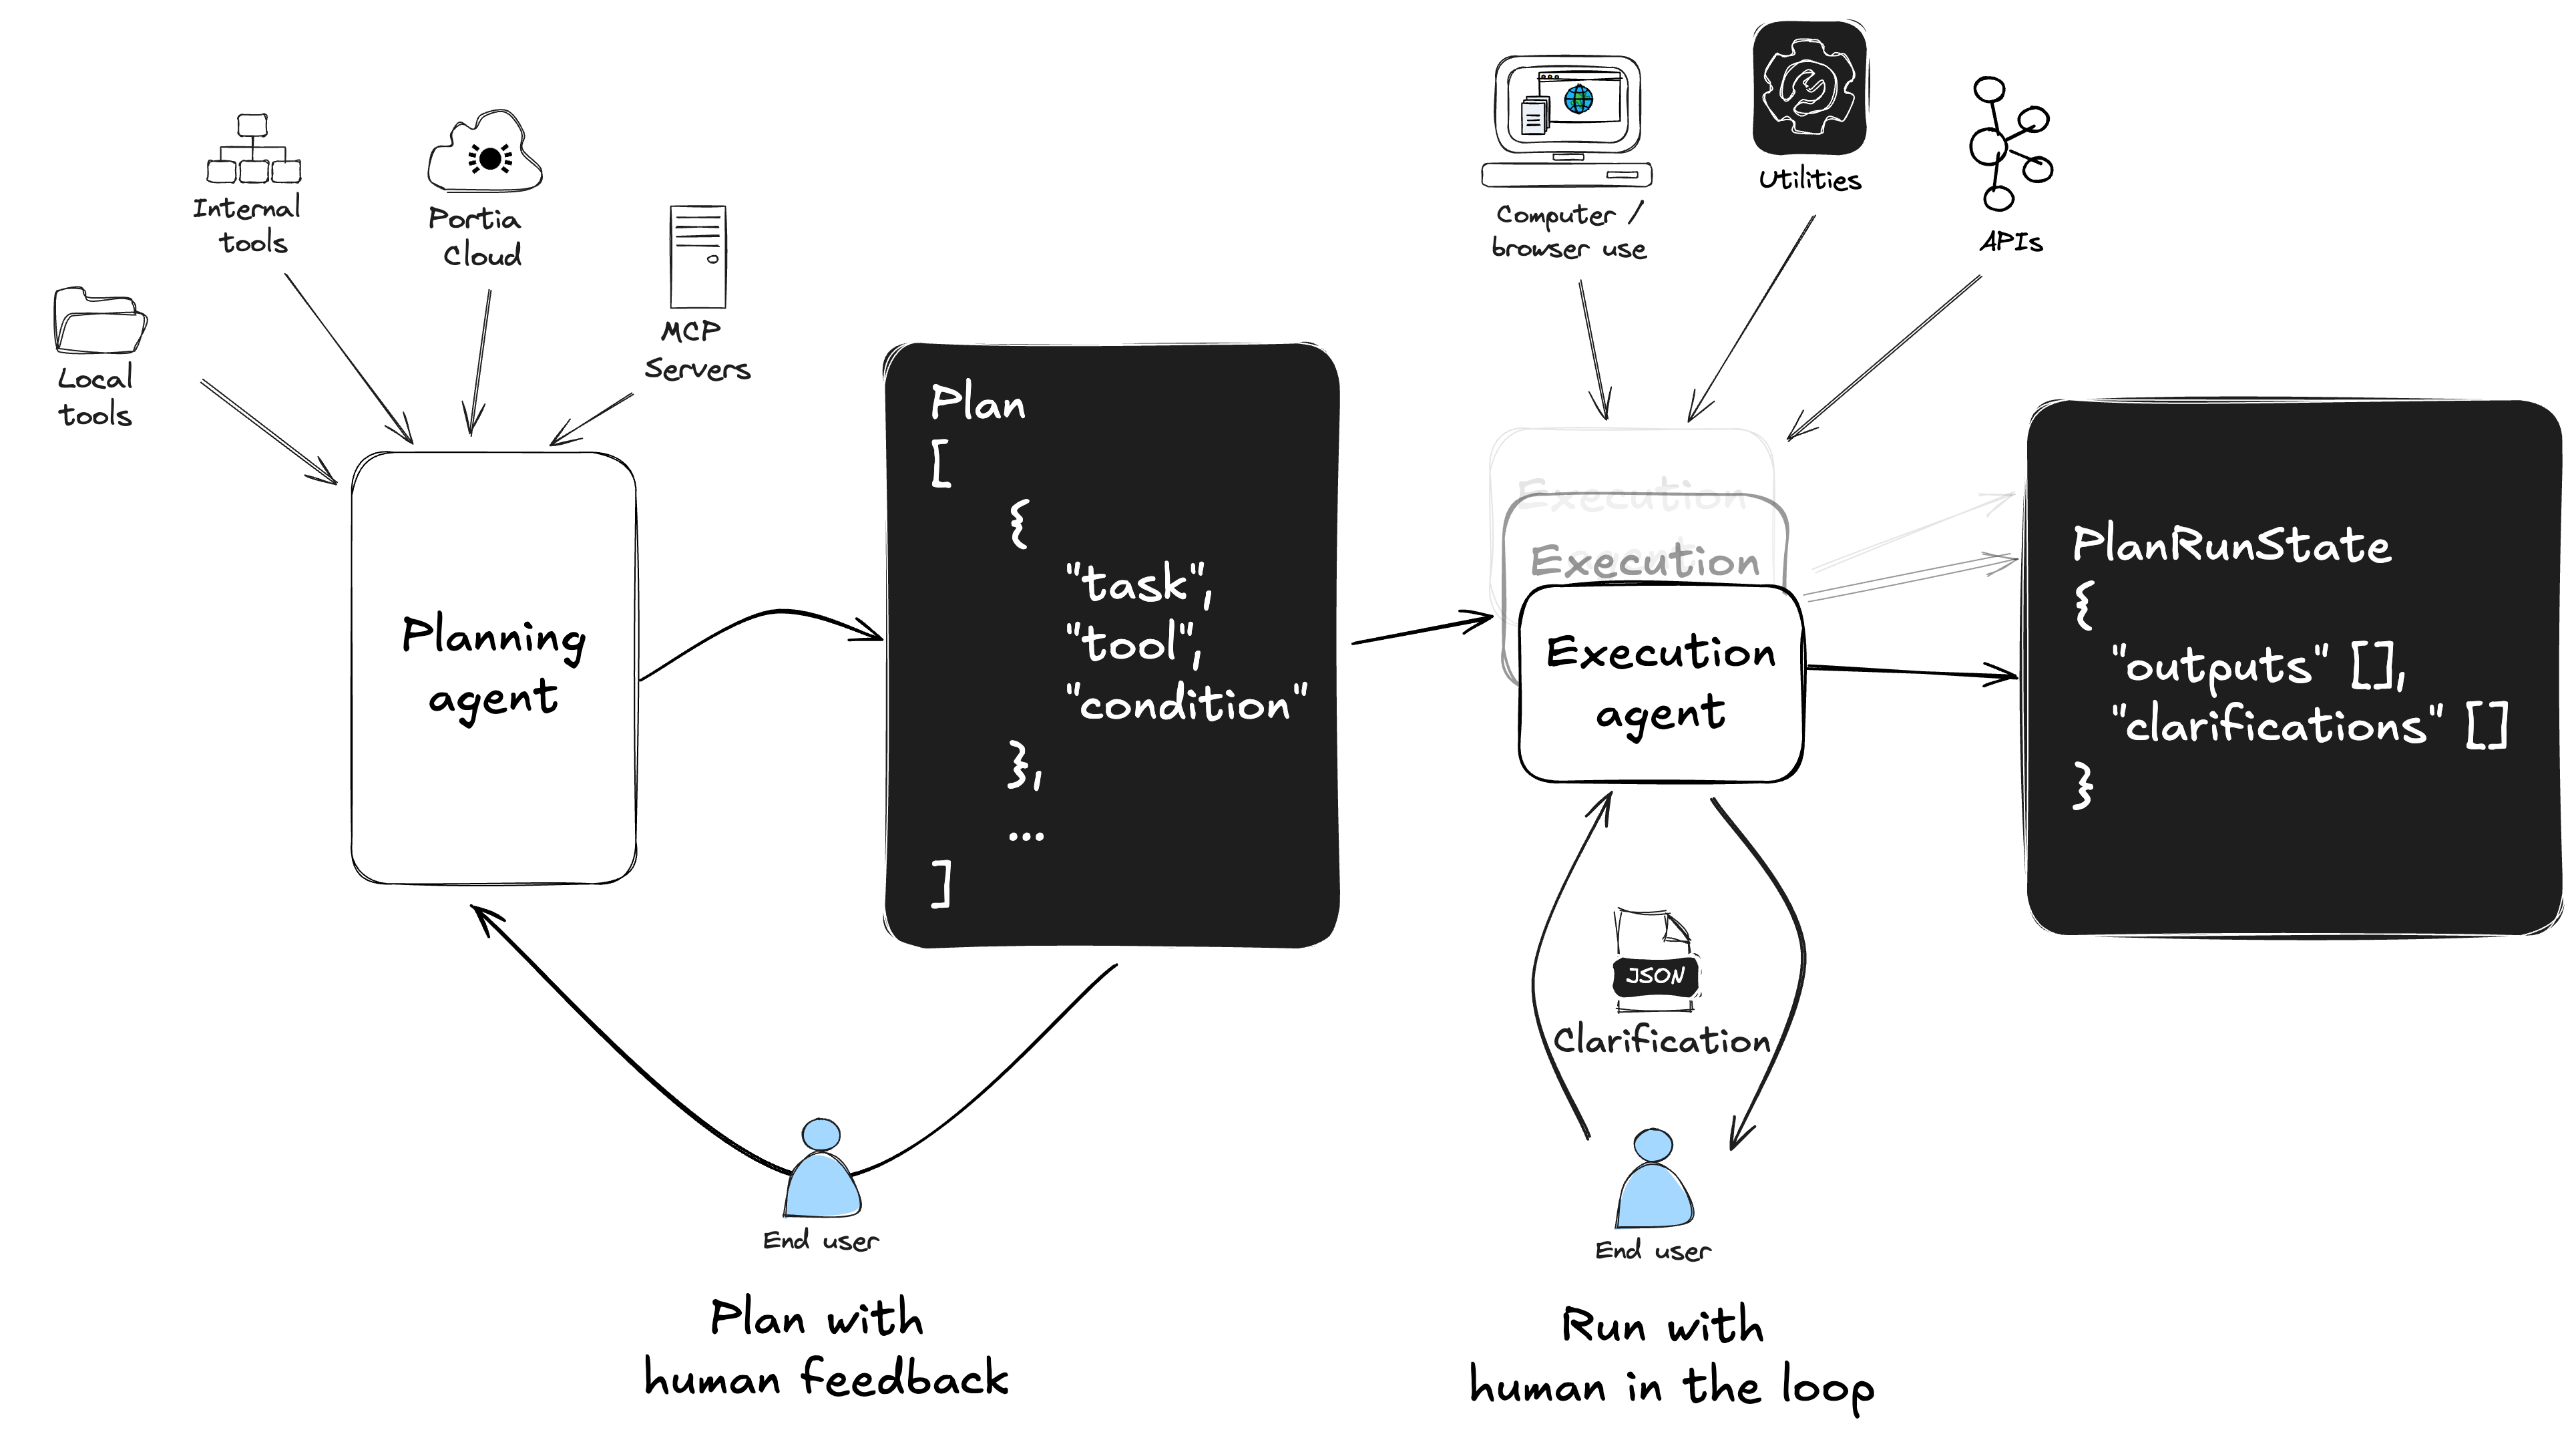 Internal
tools
Portia
Cloud
Local
tools
MCP
Servers
Planning
agent
Plan
[
{
"task",
"tool",
"condition"
},
...
]
End user
Plan with
human feedback
Computer /
browser use
Utilities
APIs
Execution
Execution
Execution
agent
JSON
Clarification
End user
Run with
human in the loop
PlanRunState
{
"outputs" [],
"clarifications" []
}